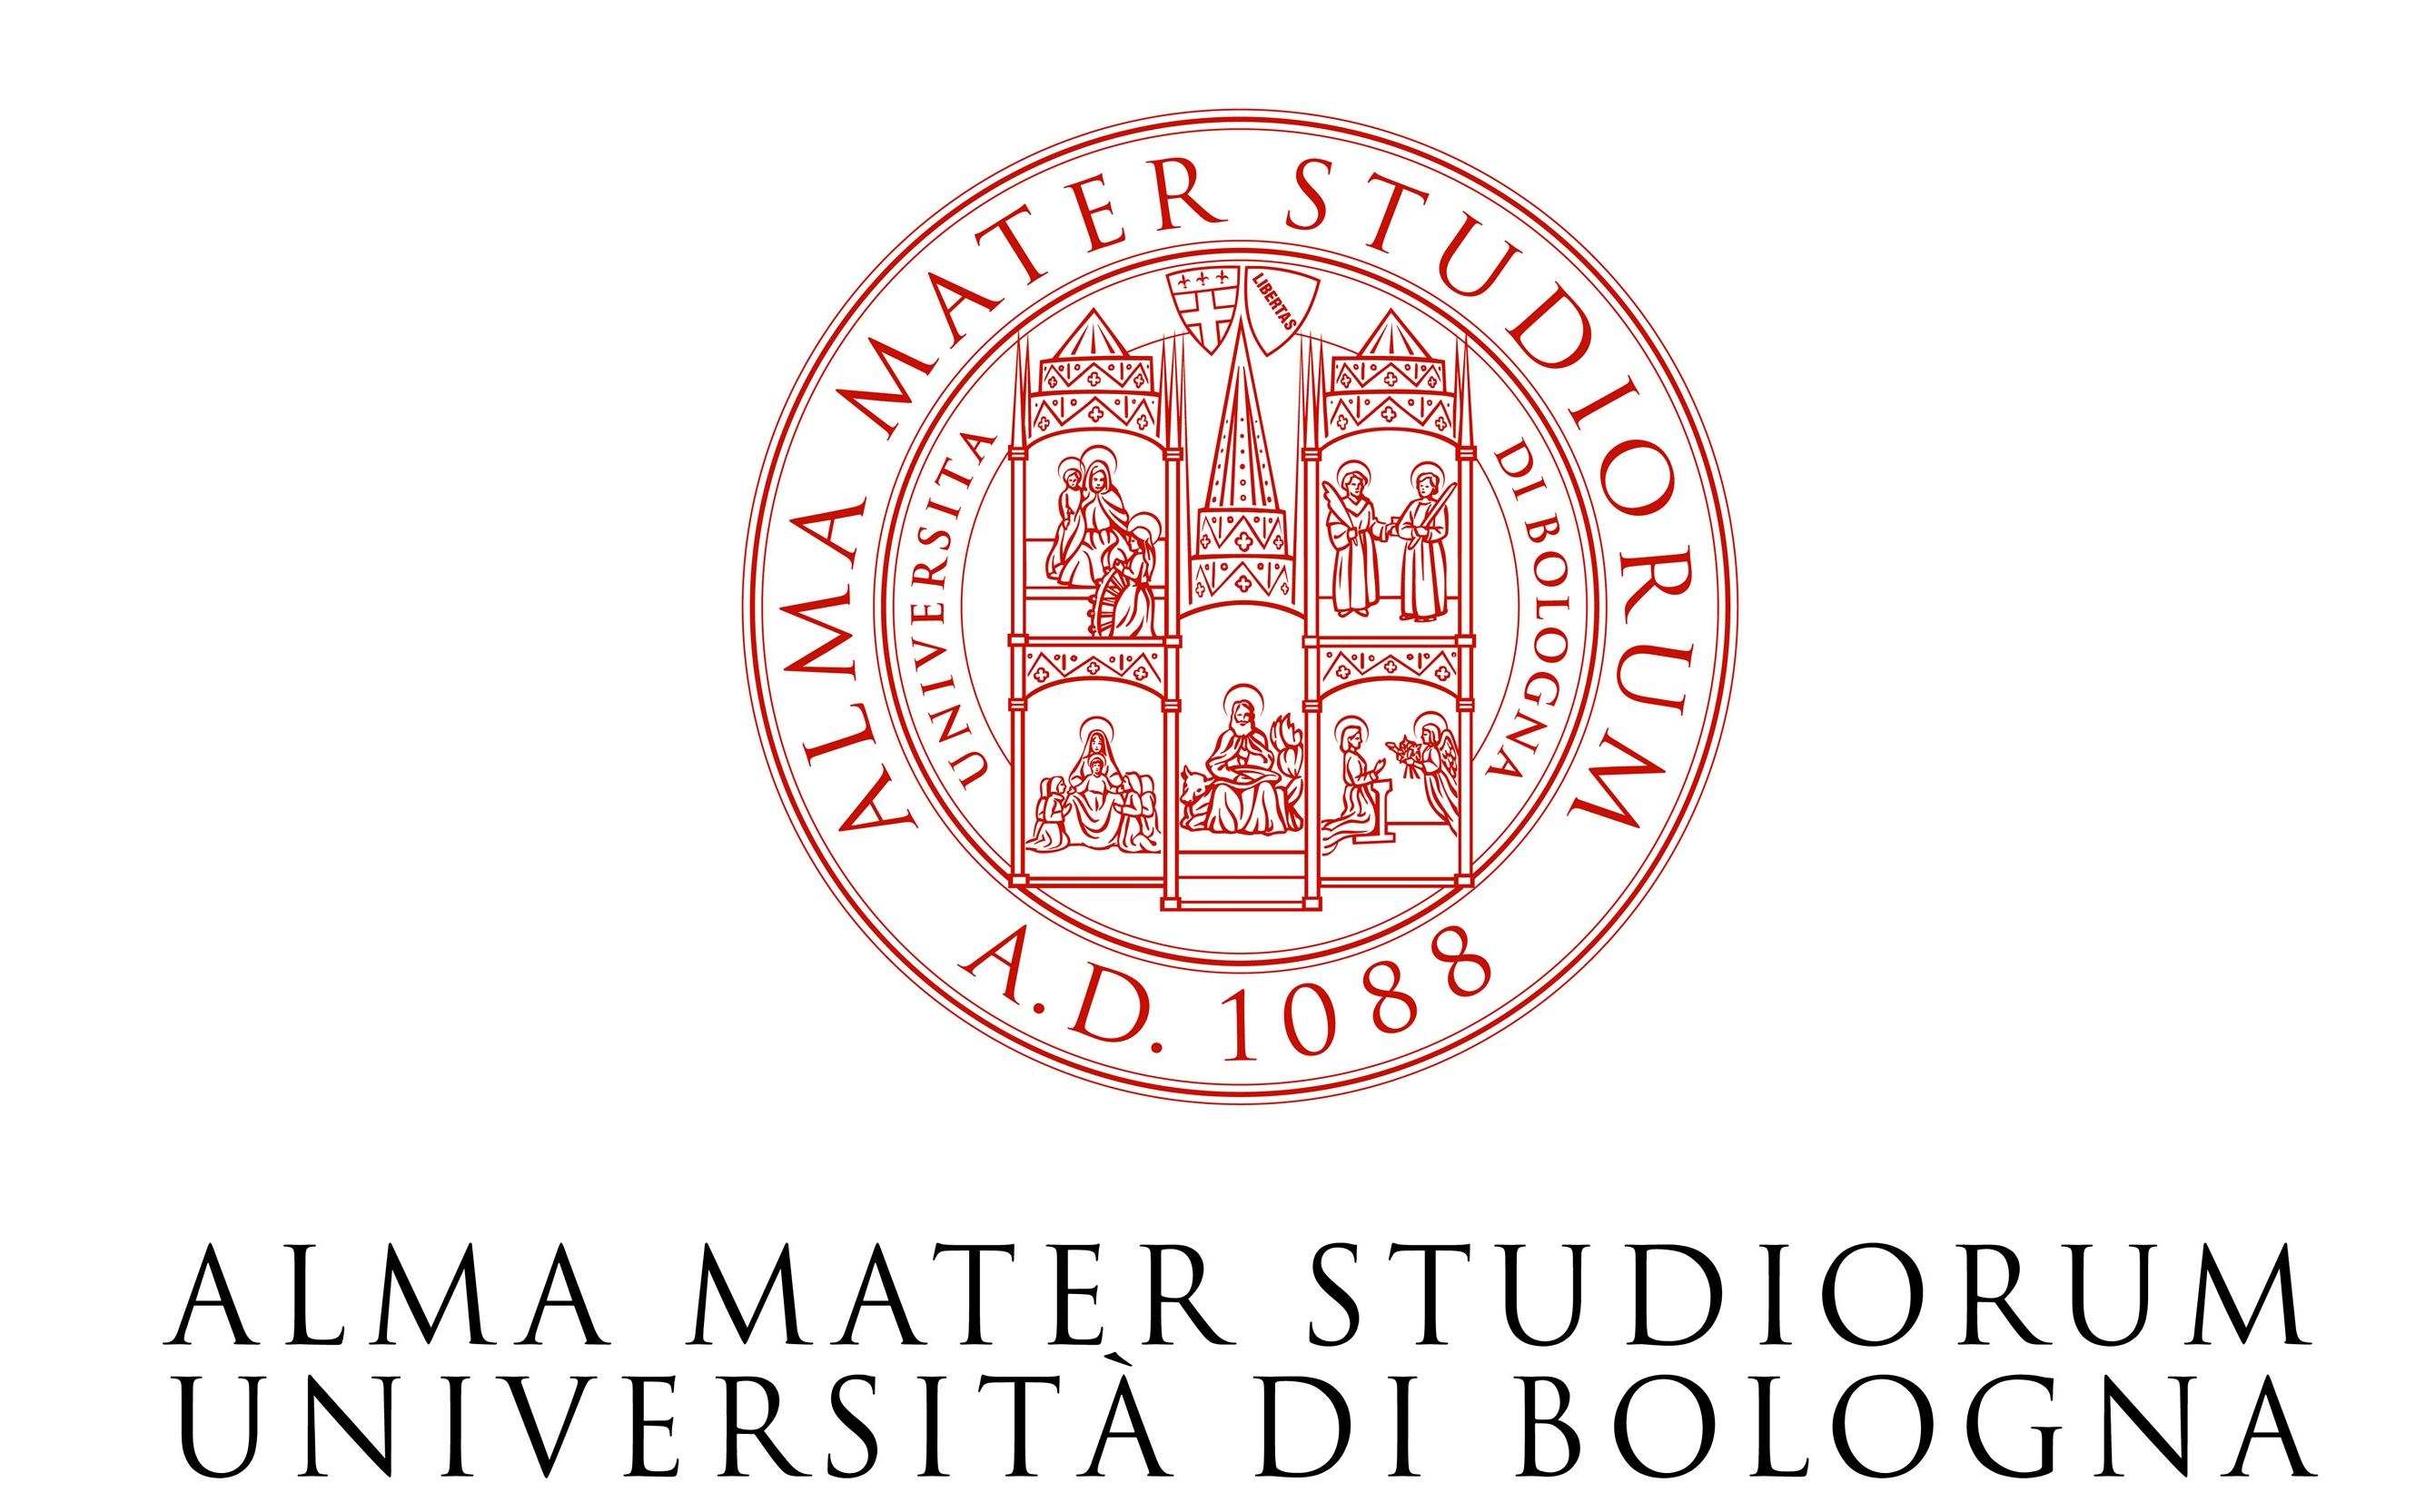 ALMA MATER STUDIORUM
A.D. 1088
UNIVERSITA
DI BOLOGNA
LIBERTAS
ALMA MATER STUDIORUM
UNIVERSITÀ DI BOLOGNA